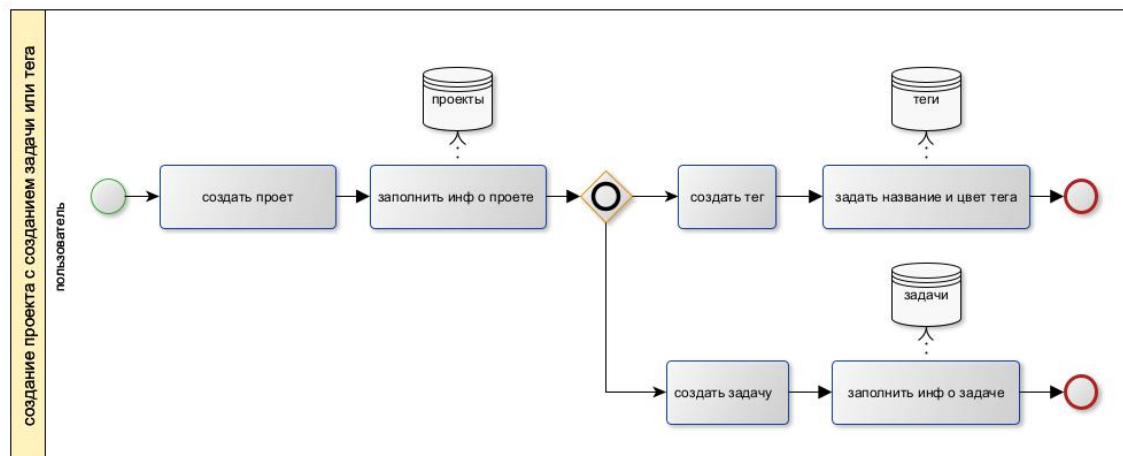 создание проекта с созданием задачи или тега
пользователь
проекты
теги
создать проет
заполнить инф о проете
создать тег
задать название и цвет тега
задачи
создать задачу
заполнить инф о задаче